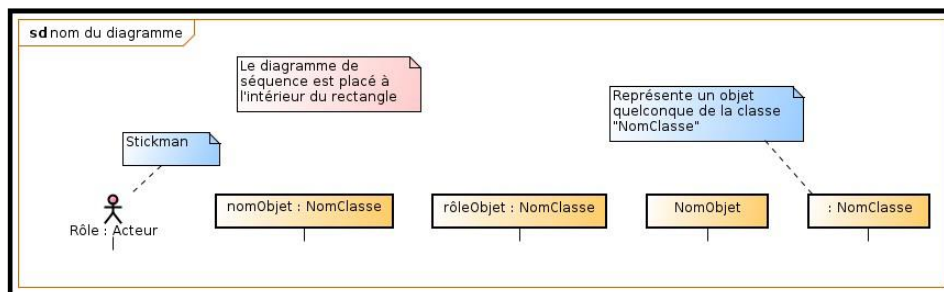 sd nom du diagramme
Le diagramme de
séquence est placé à
l'intérieur du rectangle
Représente un objet
quelconque de la classe
"NomClasse"
Stickman
Rôle : Acteur
nomObjet : NomClasse
rôleObjet : NomClasse
NomObjet
: NomClasse